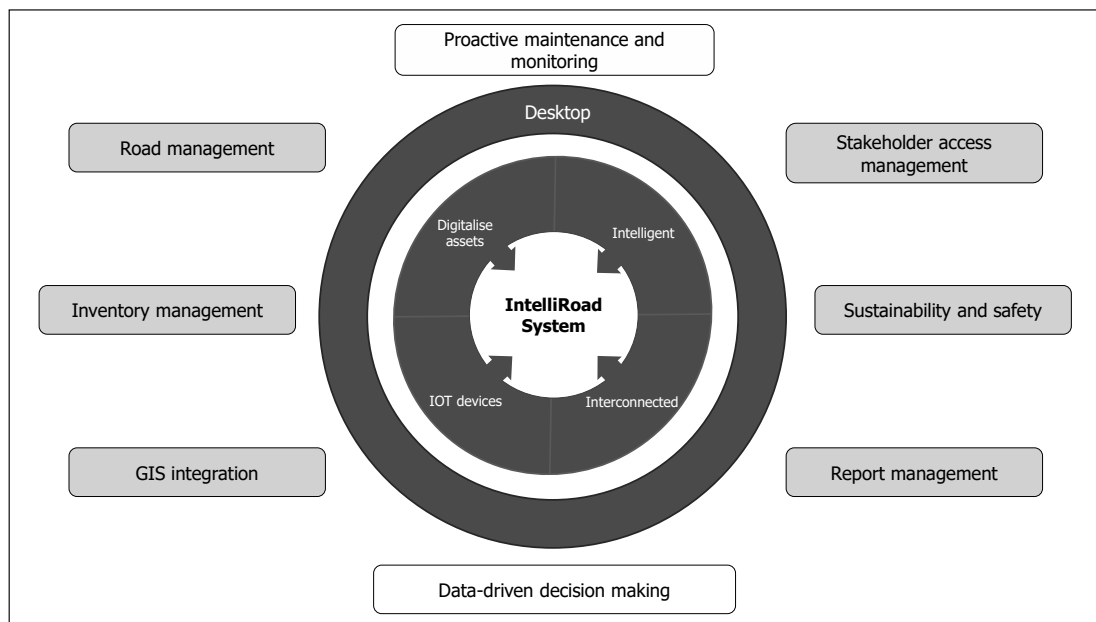 Proactive maintenance and
monitoring
Desktop
Road management
Stakeholder access
management
Digitalise
assets
Intelligent
Inventory management
IntelliRoad
System
Sustainability and safety
IOT devices
Interconnected
GIS integration
Report management
Data-driven decision making